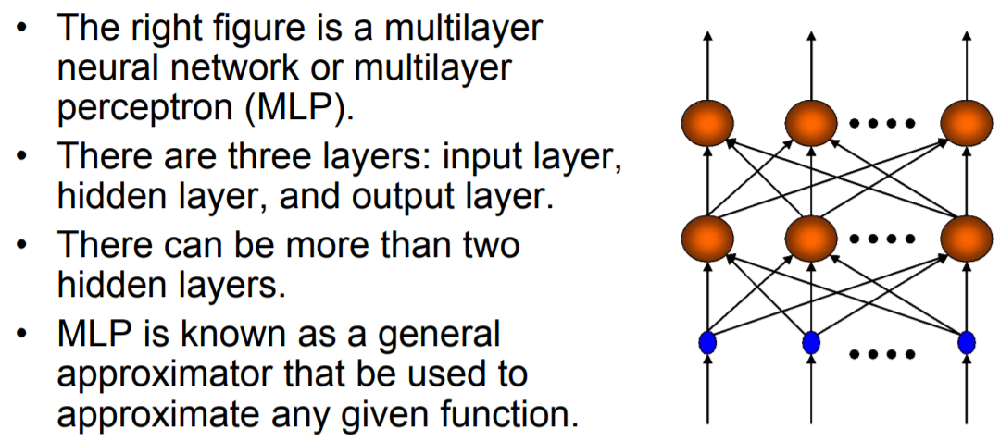 • The right figure is a multilayer
neural network or multilayer
perceptron (MLP).
• There are three layers: input layer,
hidden layer, and output layer.
• There can be more than two
hidden layers.
• MLP is known as a general
approximator that be used to
approximate any given function.